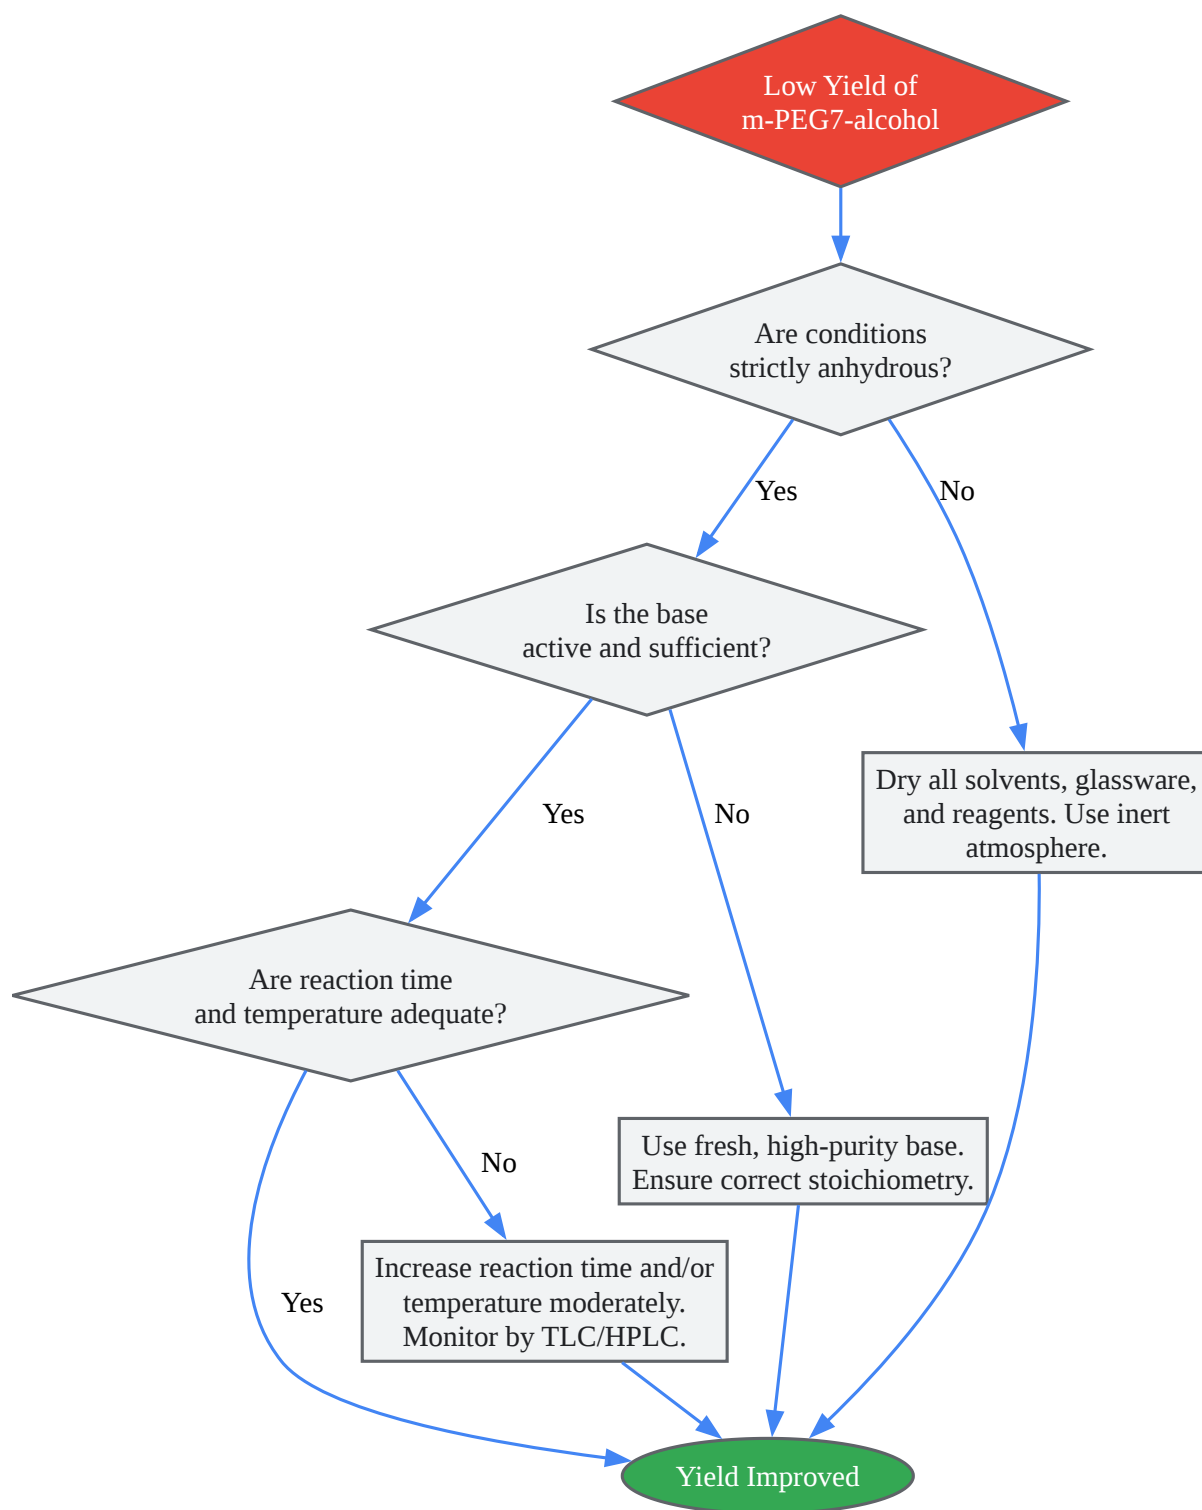 Low Yield of
m-PEG7-alcohol
Are conditions
strictly anhydrous?
Yes
No
Is the base
active and sufficient?
Yes
No
Dry all solvents, glassware,
and reagents. Use inert
atmosphere.
Are reaction time
and temperature adequate?
No
Use fresh, high-purity base.
Ensure correct stoichiometry.
Yes
Increase reaction time and/or
temperature moderately.
Monitor by TLC/HPLC.
Yield Improved